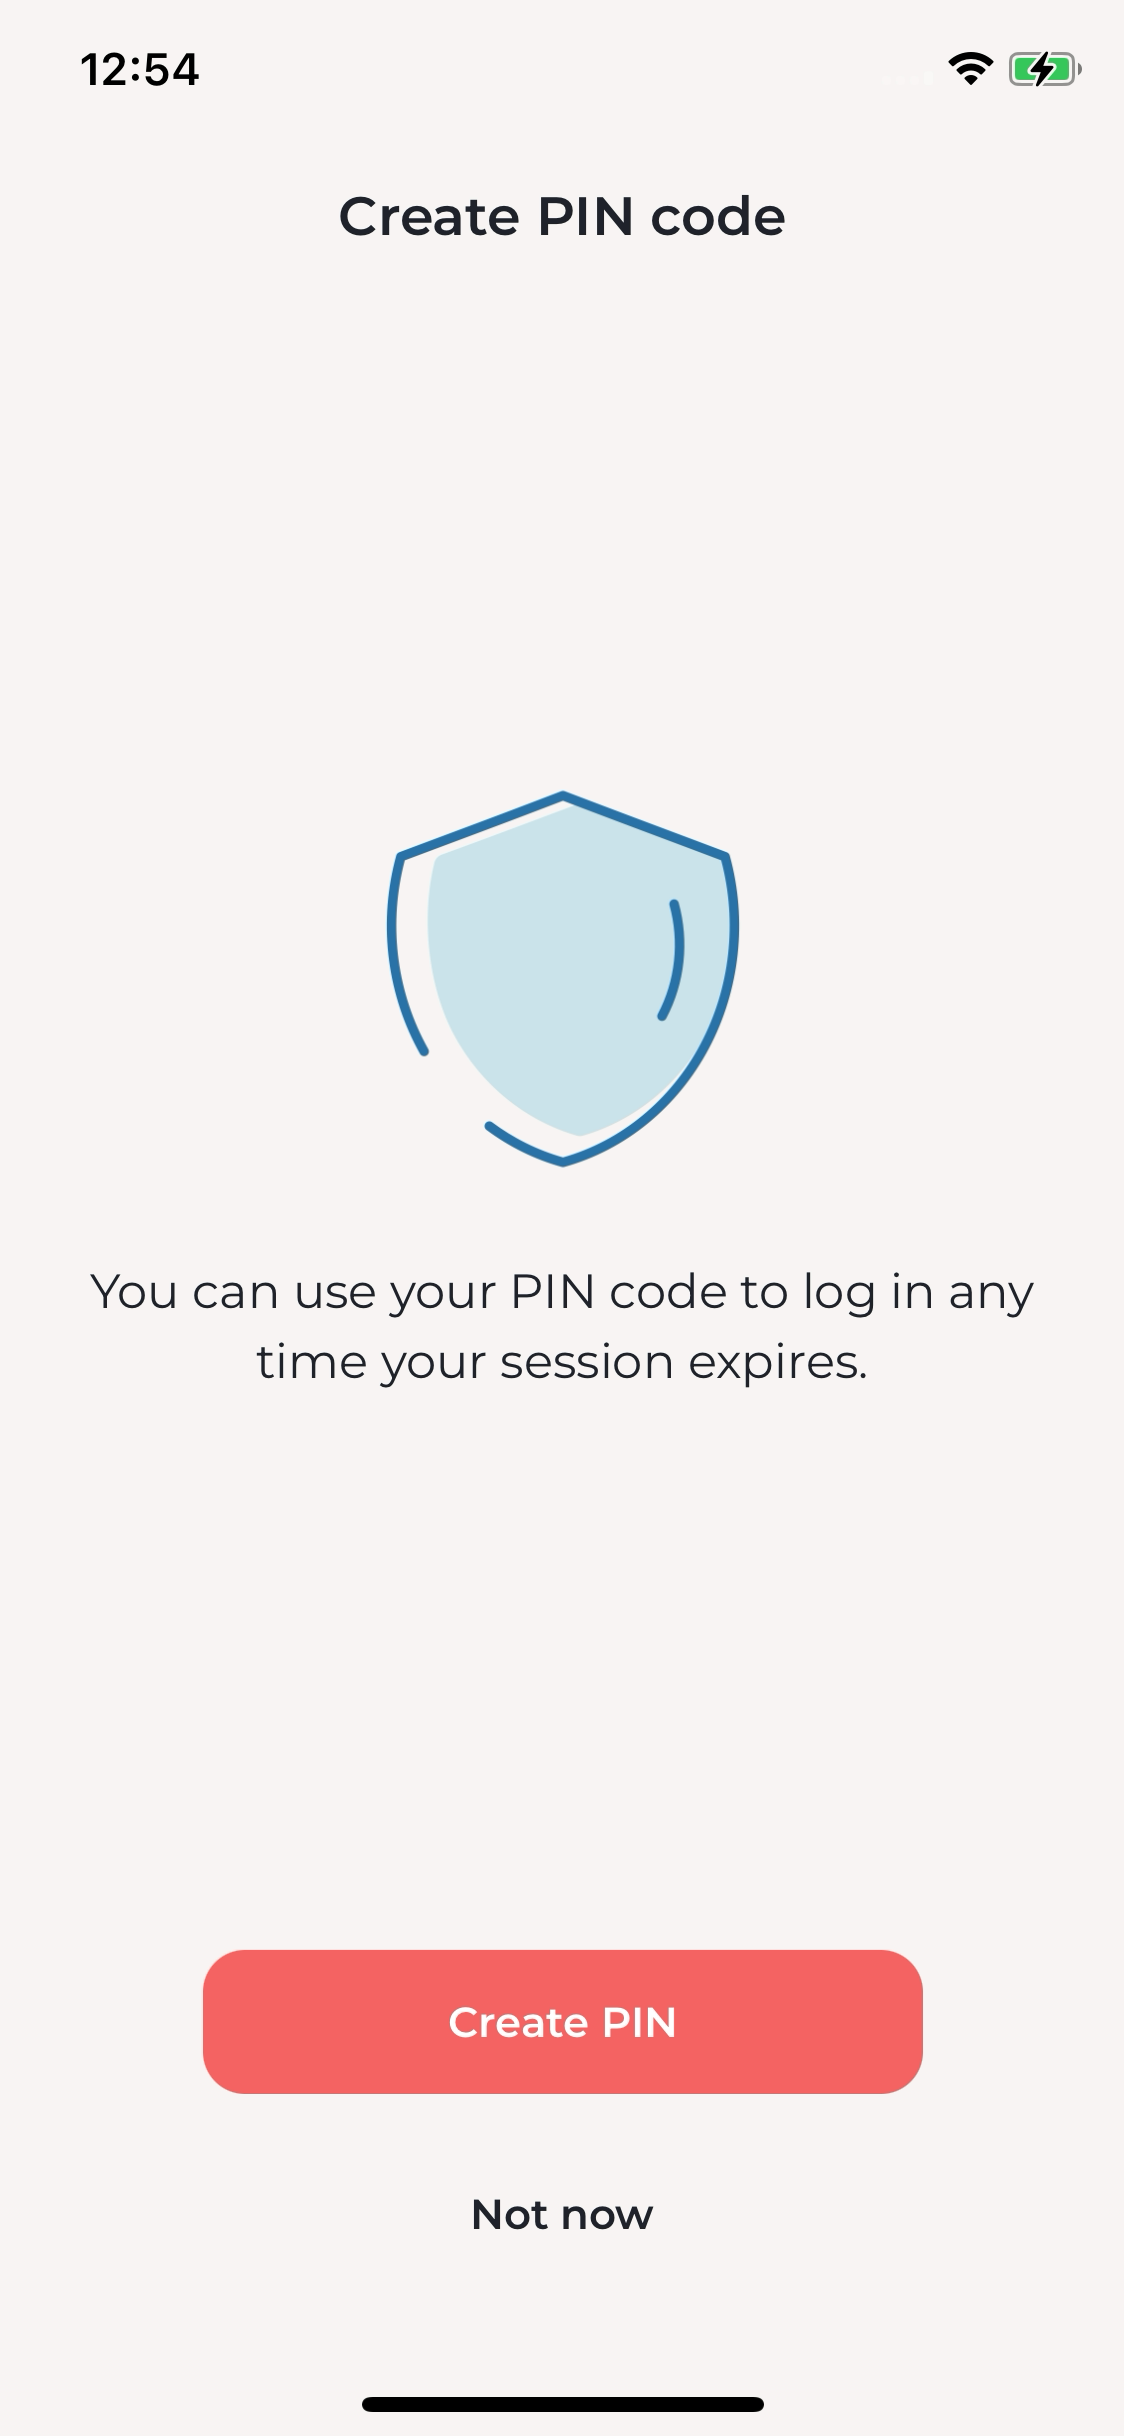 12:54
Create PIN code
You can use your PIN code to log in any
time your session expires.
Create PIN
Not now